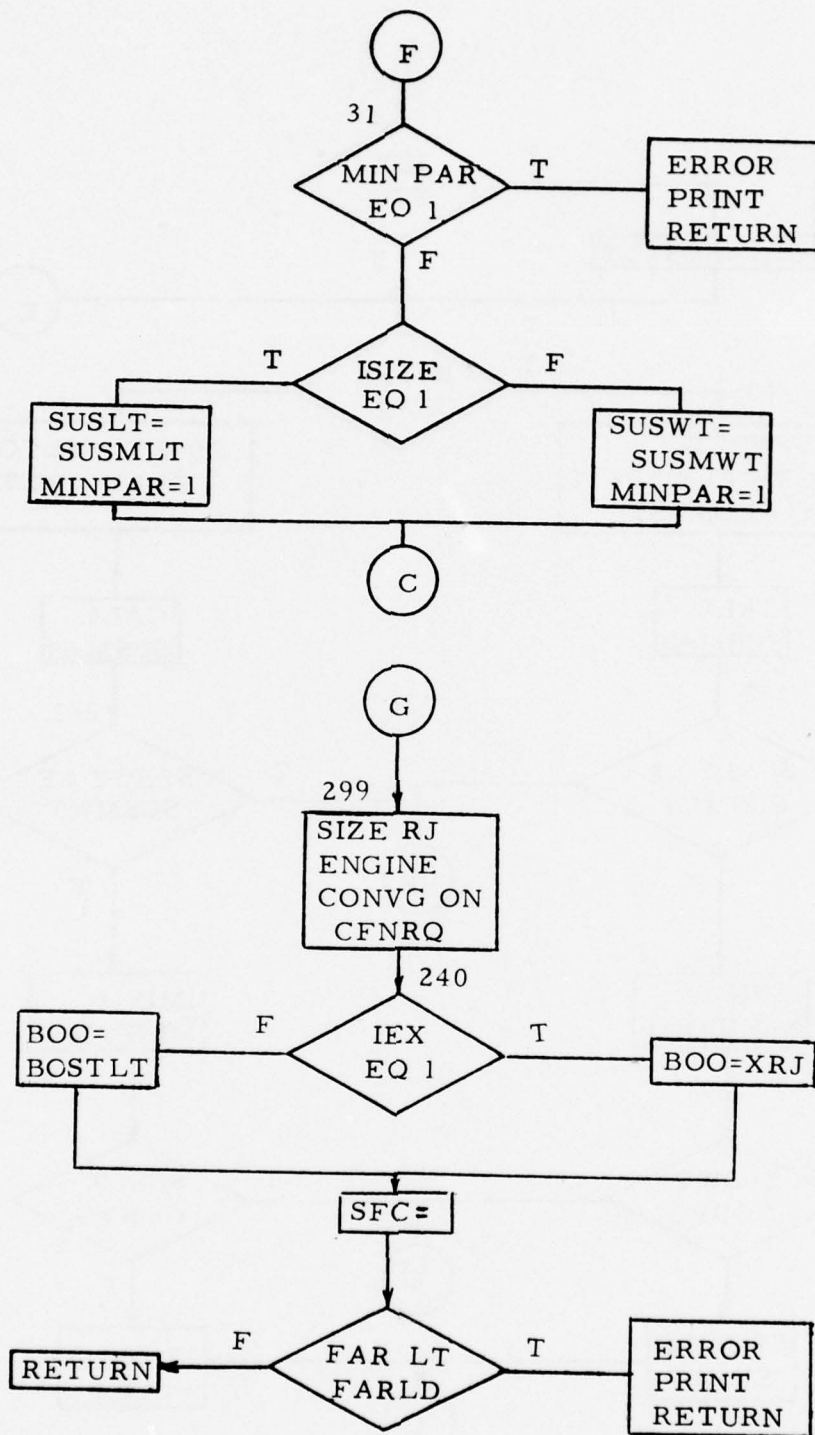 F
31
MIN PAR
EQ 1
T
ERROR
PRINT
RETURN
F
T
ISIZE
EQ 1
F
SUSLT=
SUSMLT
MINPAR=1
SUSWT=
SUSMWT
MINPAR=1
C
G
299
SIZE RJ
ENGINE
CONVG ON
CFNRQ
240
F
IEX
EQ 1
T
BOO=
BOSTLT
BOO=XRJ
SFC=
F
FAR LT
FARLD
T
RETURN
ERROR
PRINT
RETURN